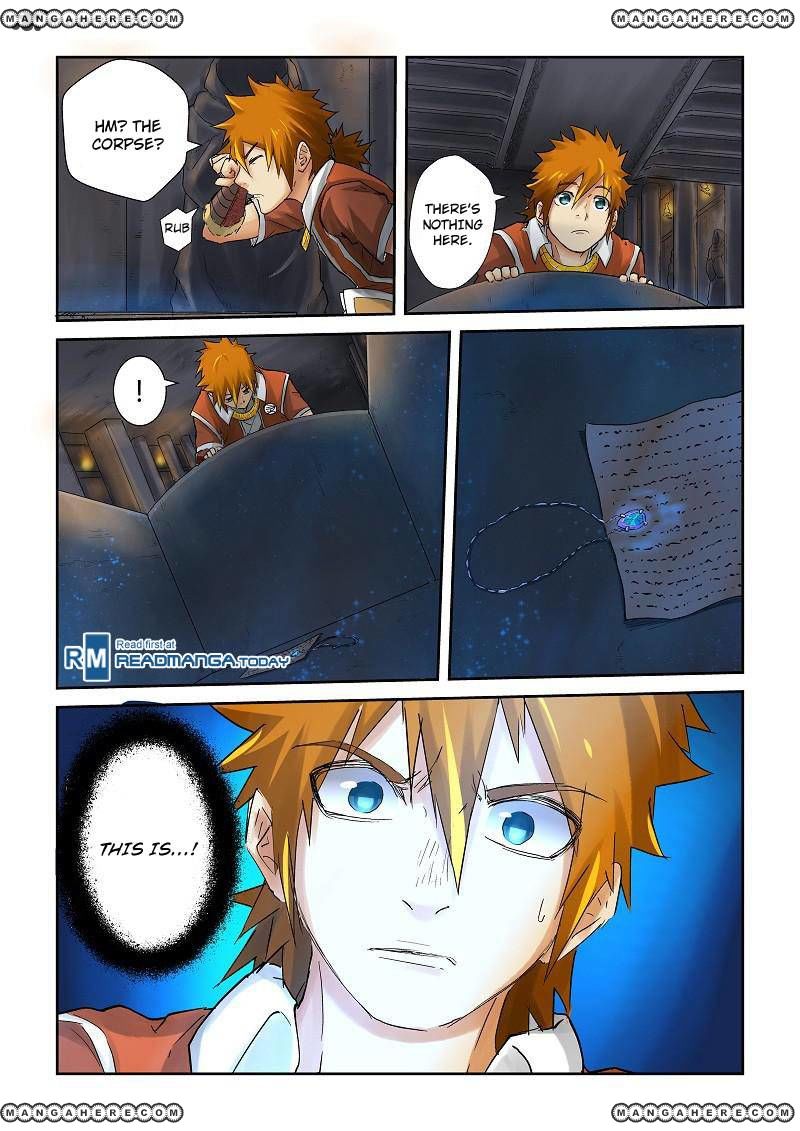 MANGAHERE.COM
MANGAHERE.COM
HM? THE
CORPSE?
RUB
THERE'S
NOTHING
HERE.
!
RM
Read first at
READMANGA.TODAY
THIS IS...!
MANGAHERE.COM
MANGAHERE.COM